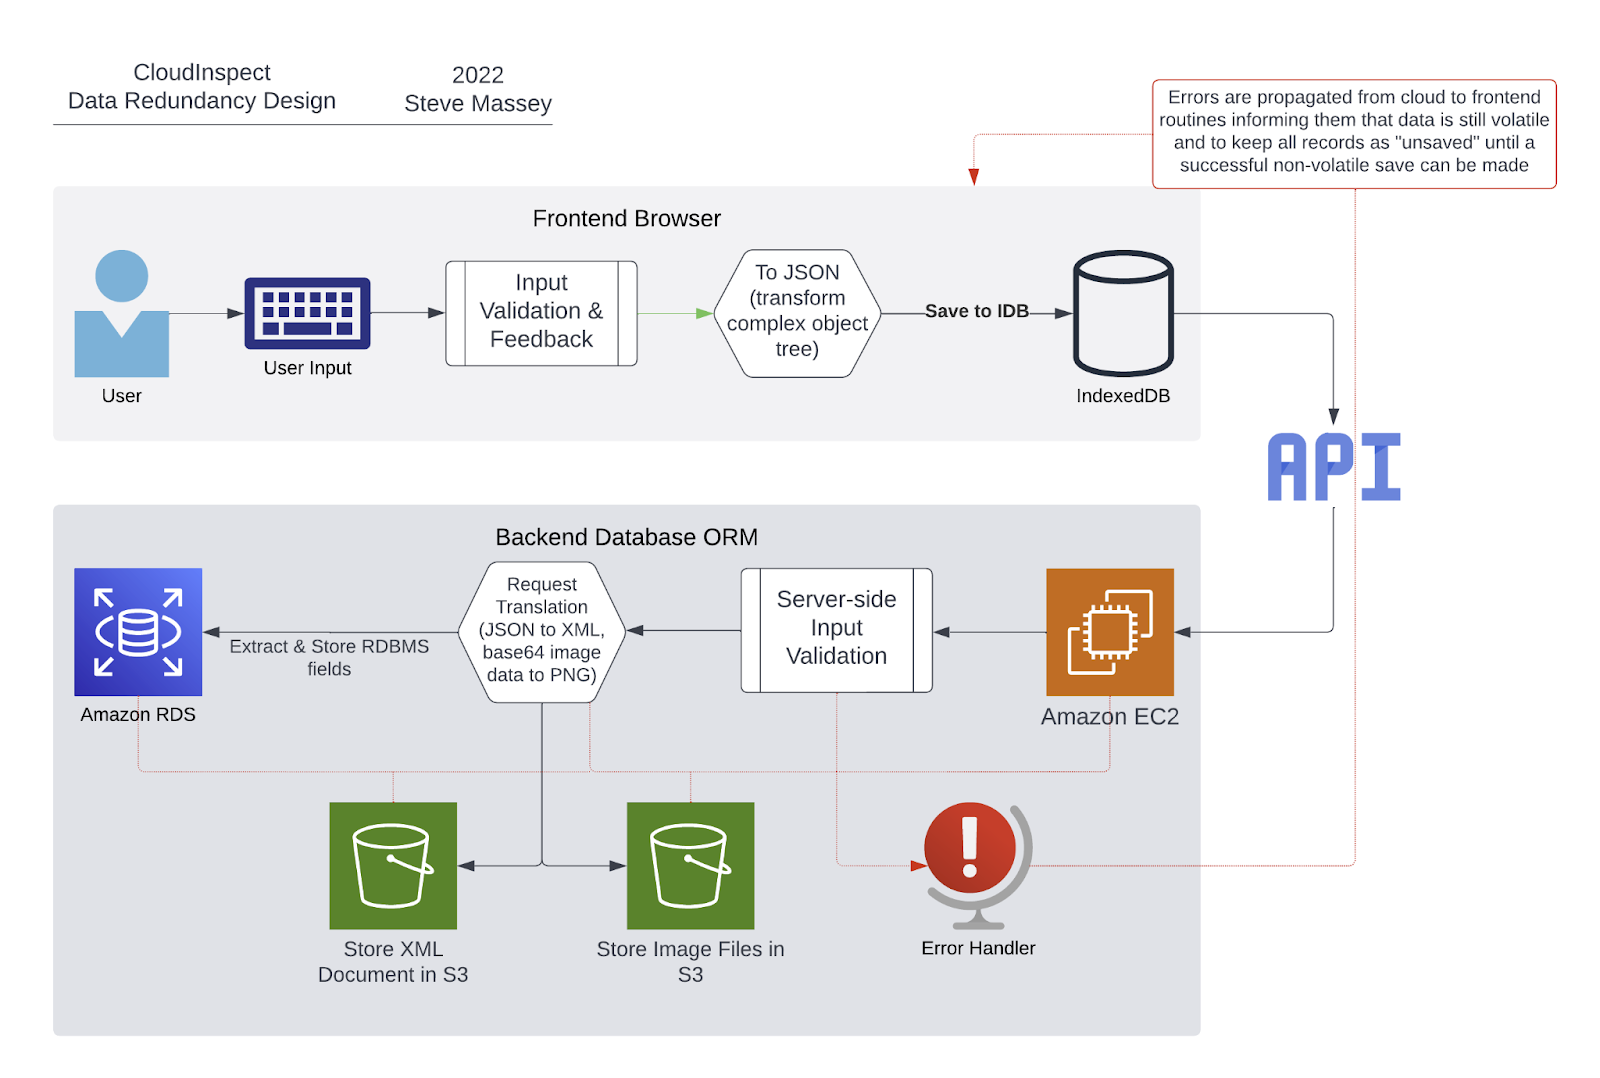 CloudInspect
Data Redundancy Design
2022
Steve Massey
Errors are propagated from cloud to frontend
routines informing them that data is still volatile
and to keep all records as "unsaved" until a
successful non-volatile save can be made
Frontend Browser
User
User Input
Input
Validation &
Feedback
To JSON
(transform
complex object
tree)
Save to IDB
IndexedDB
API
Backend Database ORM
Amazon RDS
Extract & Store RDBMS
fields
Request
Translation
(JSON to XML,
base64 image
data to PNG)
Server-side
Input
Validation
Amazon EC2
Store XML
Document in S3
Store Image Files in
S3
!
Error Handler